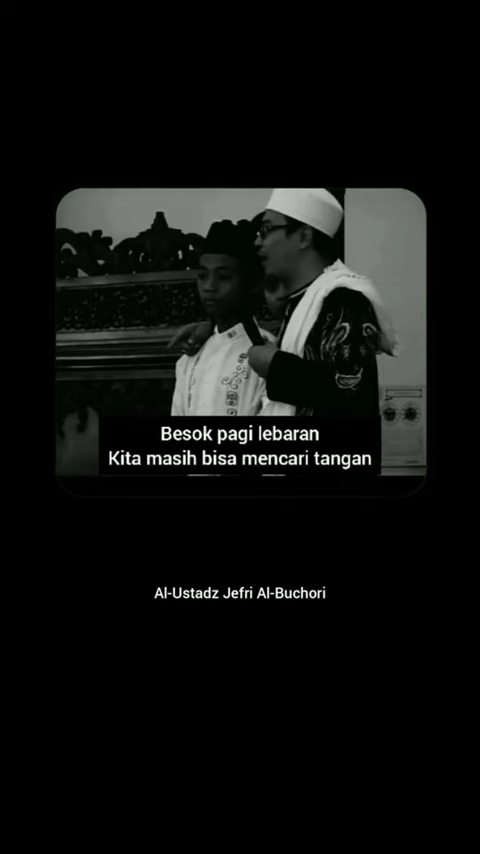 Besok pagi lebaran
Kita masih bisa mencari tangan
Al-Ustadz Jefri Al-Buchori